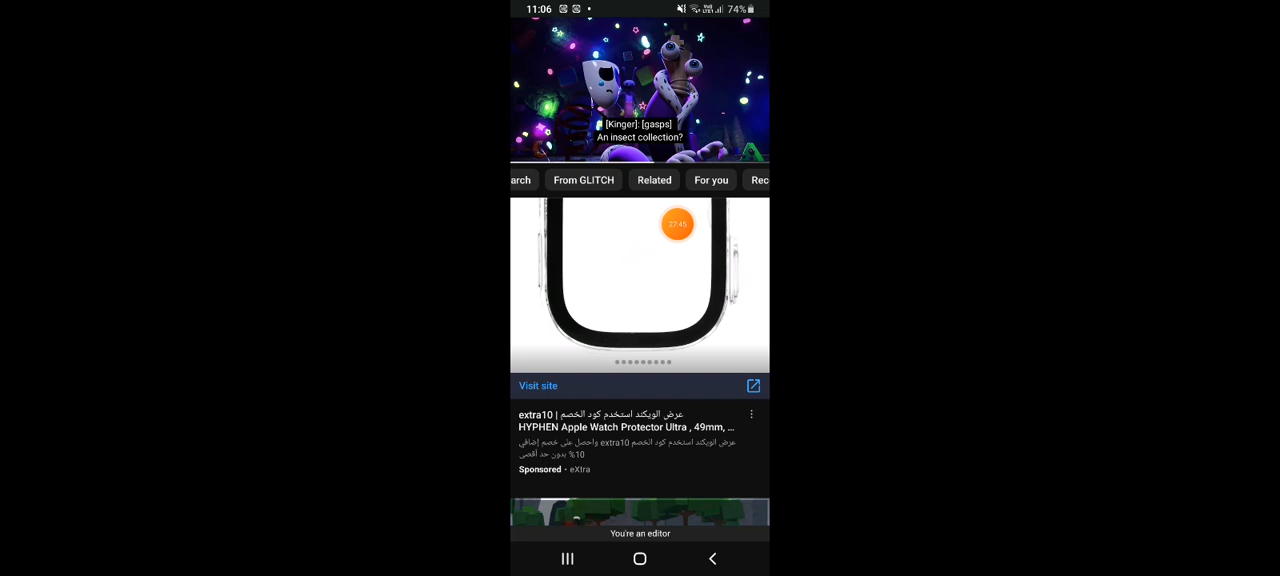 11:06
74%
[Kinger]: [gasps]
An insect collection?
arch
From GLITCH
Related
For you
Rec
27:45
Visit site
extra10 | عرض الويكند استخدم كود الخصم
HYPHEN Apple Watch Protector Ultra , 49mm, ...
عرض الويكند استخدم كود الخصم extra10 واحصل على خصم إضافي
10% بدون حد أقصى
Sponsored • eXtra
You're an editor